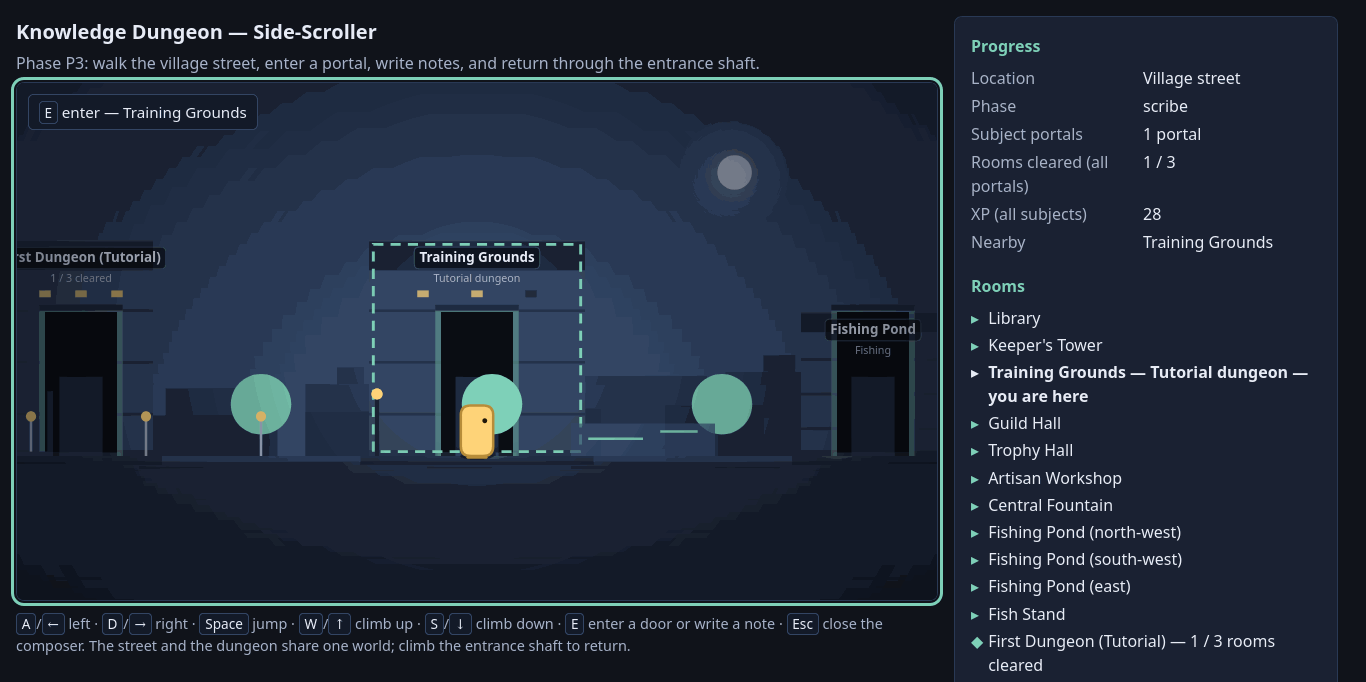 Knowledge Dungeon — Side-Scroller
Phase P3: walk the village street, enter a portal, write notes, and return through the entrance shaft.
E enter — Training Grounds
rst Dungeon (Tutorial)
1 / 3 cleared
Training Grounds
Tutorial dungeon
Fishing Pond
Fishing
A/← left · D/→ right · Space jump · W/↑ climb up · S/↓ climb down · E enter a door or write a note · Esc close the
composer. The street and the dungeon share one world; climb the entrance shaft to return.
Progress
Location Village street
Phase scribe
Subject portals 1 portal
Rooms cleared (all 1 / 3
portals)
XP (all subjects) 28
Nearby Training Grounds
Rooms
▸ Library
▸ Keeper's Tower
▸ Training Grounds — Tutorial dungeon —
you are here
▸ Guild Hall
▸ Trophy Hall
▸ Artisan Workshop
▸ Central Fountain
▸ Fishing Pond (north-west)
▸ Fishing Pond (south-west)
▸ Fishing Pond (east)
▸ Fish Stand
◆ First Dungeon (Tutorial) — 1 / 3 rooms
cleared